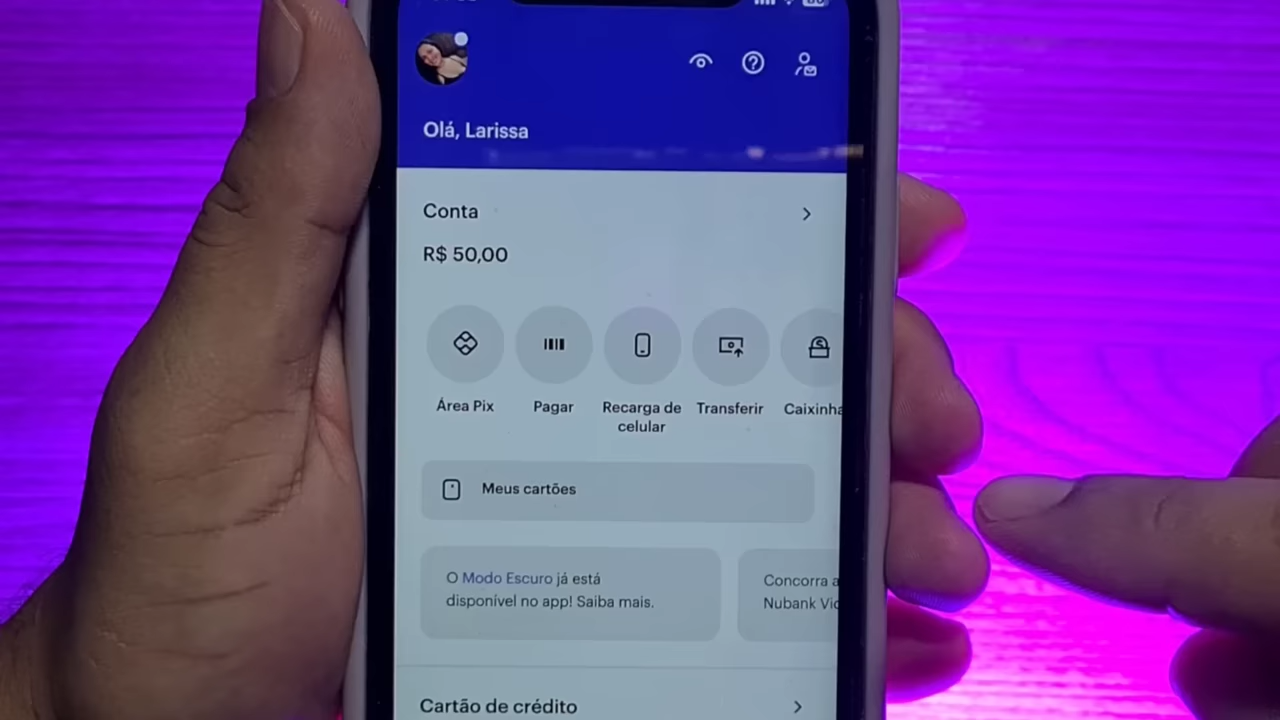 Olá, Larissa
Conta
R$ 50,00
Área Pix
Pagar
Recarga de
celular
Transferir
Caixinha
Meus cartões
O Modo Escuro já está
disponível no app! Saiba mais.
Concorra a
Nubank
Cartão de crédito